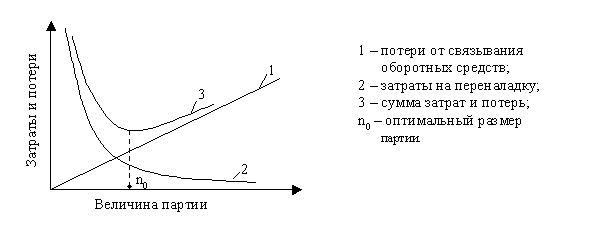 Затраты и потери
1
3
2
n0
Величина партии
1 – потери от связывания
оборотных средств;
2 – затраты на переналадку;
3 – сумма затрат и потерь;
n0 – оптимальный размер
партии.